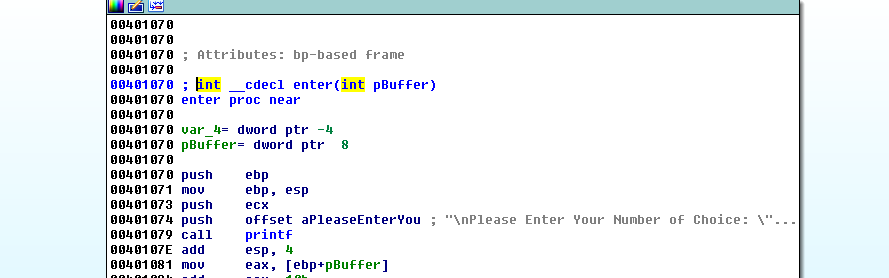 00401070
00401070
00401070 ; Attributes: bp-based frame
00401070
00401070 ; int __cdecl enter(int pBuffer)
00401070 enter proc near
00401070
00401070 var_4= dword ptr -4
00401070 pBuffer= dword ptr  8
00401070
00401070 push    ebp
00401071 mov     ebp, esp
00401073 push    ecx
00401074 push    offset aPleaseEnterYou ; "\nPlease Enter Your Number of Choice: \"...
00401079 call    printf
0040107E add     esp, 4
00401081 mov     eax, [ebp+pBuffer]